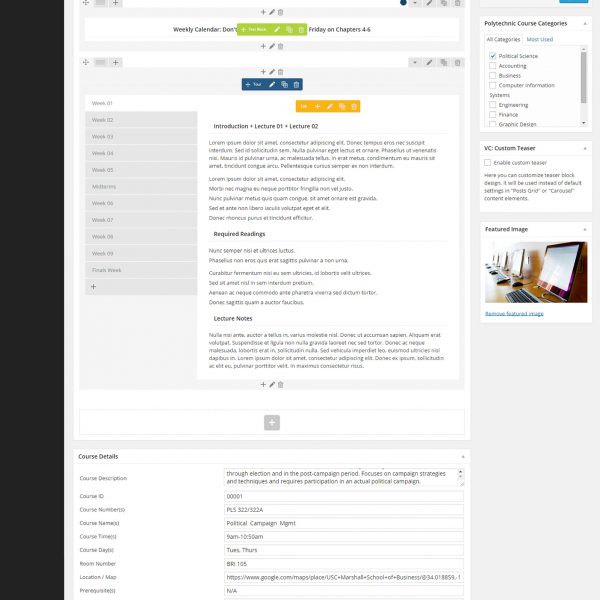 Weekly Calendar: Don't
Text Block
Friday on Chapters 4-6
Tour
Tab
Week 01
Week 02
Week 03
Week 04
Week 05
Midterms
Week 06
Week 07
Week 08
Week 09
Finals Week
Introduction + Lecture 01 + Lecture 02
Lorem ipsum dolor sit amet, consectetur adipiscing elit. Donec tempus eros nec suscipit
interdum. Sed id sollicitudin sem. Nunc pulvinar eget lectus et ornare. Phasellus ut venenatis
nisi. Mauris id pulvinar urna, ac malesuada tellus. In erat metus, condimentum eu mauris sit
amet, tincidunt congue arcu. Pellentesque cursus semper ex non interdum.
Lorem ipsum dolor sit amet, consectetur adipiscing elit.
Morbi nec magna eu neque porttitor fringilla non vel justo.
Nunc pulvinar metus quis quam congue, sit amet ornare est gravida.
Sed et ante non libero iaculis volutpat eget et elit.
Donec rhoncus purus et tincidunt efficitur.
Required Readings
Nunc semper nisi et ultrices luctus.
Phasellus non eros quis erat sagittis pulvinar a non urna.
Curabitur fermentum nisi eu sem ultricies, id lobortis velit ultrices.
Sed sit amet nisl in sem interdum pretium.
Aenean ac neque commodo ante pharetra viverra sed dictum tortor.
Donec sagittis quam a auctor faucibus.
Lecture Notes
Nulla nisi ante, auctor a tellus in, varius molestie nisl. Donec ut accumsan sapien. Aliquam erat
volutpat. Suspendisse et ligula non nulla gravida laoreet nec sed tortor. Donec ac neque
malesuada, lobortis erat in, sollicitudin nulla. Sed vehicula imperdiet leo, euismod ultricies nisl
dapibus in. Lorem ipsum dolor sit amet, consectetur adipiscing elit. Donec sollicitudin tortor
ac elit eu, pulvinar porttitor velit. In maximus consectetur risus.
Course Details
Course Description
through election and in the post-campaign period. Focuses on campaign strategies
and techniques and requires participation in an actual political campaign.
Course ID
00001
Course Number(s)
PLS 322/322A
Course Name(s)
Political Campaign Mgmt
Course Time(s)
9am-10:50am
Course Day(s)
Tues, Thurs
Room Number
BRI 105
Location / Map
https://www.google.com/maps/place/USC+Marshall+School+of+Business/@34.018859,-1
Prerequisite(s)
N/A
Polytechnic Course Categories
All Categories
Most Used
Political Science
Accounting
Business
Computer Information
Systems
Engineering
Finance
Graphic Design
VC: Custom Teaser
Enable custom teaser
Here you can customize teaser block
design. It will be used instead of default
settings in "Posts Grid" or "Carousel"
content elements.
Featured Image
Remove featured image